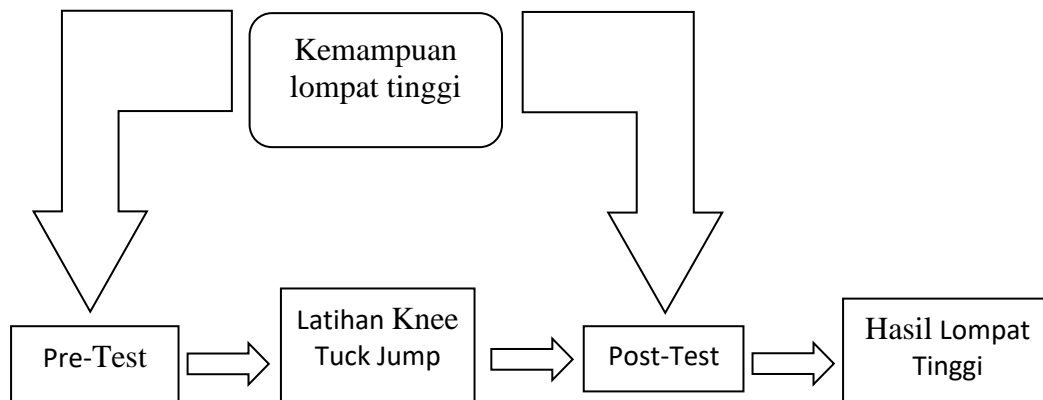 Kemampuan
lompat tinggi
Pre-Test
Latihan Knee
Tuck Jump
Post-Test
Hasil Lompat
Tinggi